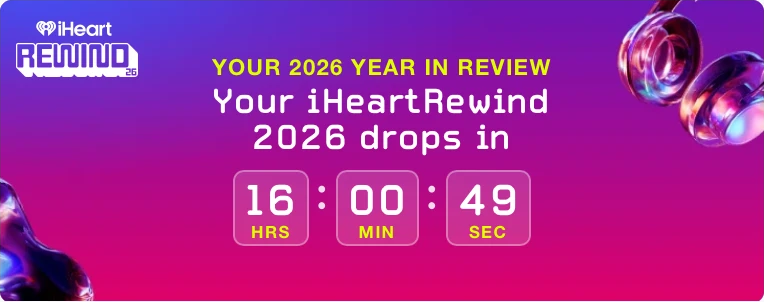 iHeart
REWIND
26
YOUR 2026 YEAR IN REVIEW
Your iHeartRewind
2026 drops in
16 : 00 : 49
HRS MIN SEC